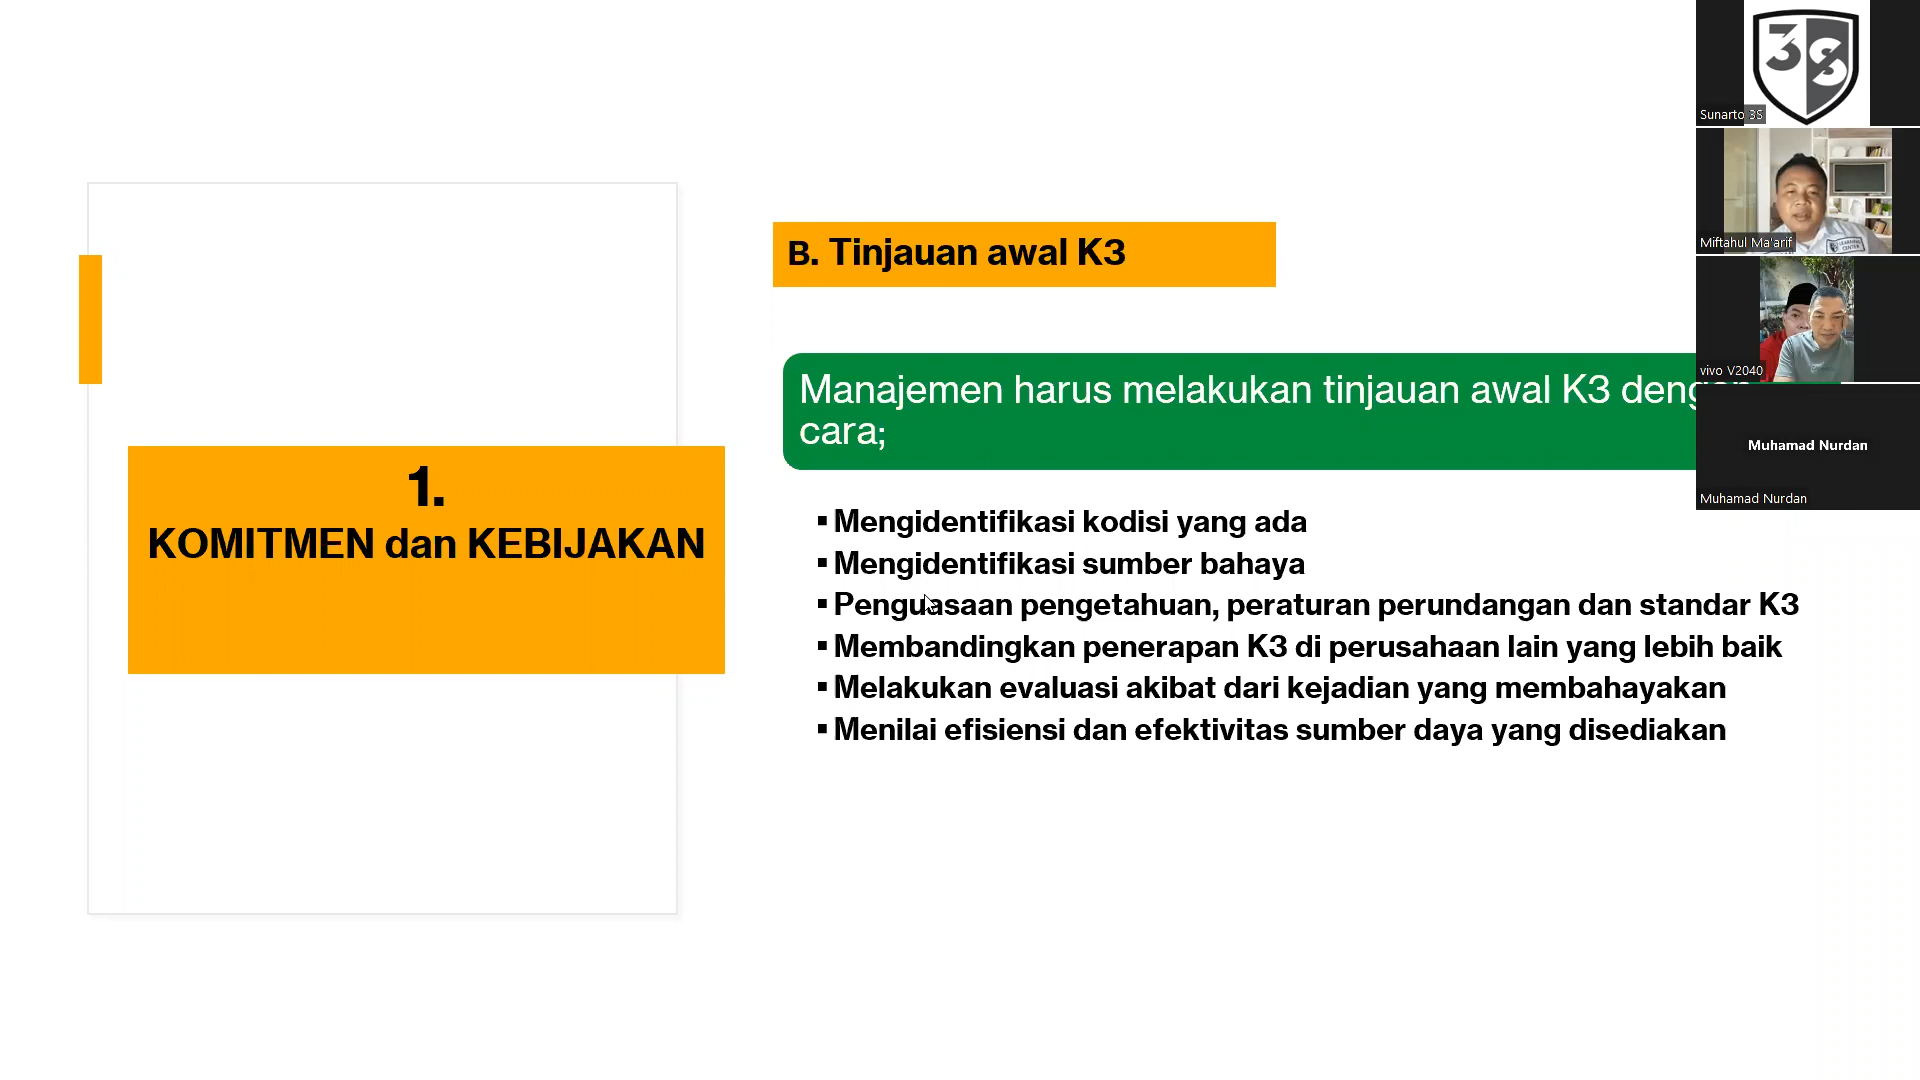 1.
KOMITMEN dan KEBIJAKAN
B. Tinjauan awal K3
Manajemen harus melakukan tinjauan awal K3
cara;
▪Mengidentifikasi kodisi yang ada
▪Mengidentifikasi sumber bahaya
▪Penguasaan pengetahuan, peraturan perundangan dan standar K3
▪Membandingkan penerapan K3 di perusahaan lain yang lebih baik
▪Melakukan evaluasi akibat dari kejadian yang membahayakan
▪Menilai efisiensi dan efektivitas sumber daya yang disediakan
3S
Sunarto 3S
Miftahul Ma'arif
vivo V2040
Muhamad Nurdan
Muhamad Nurdan